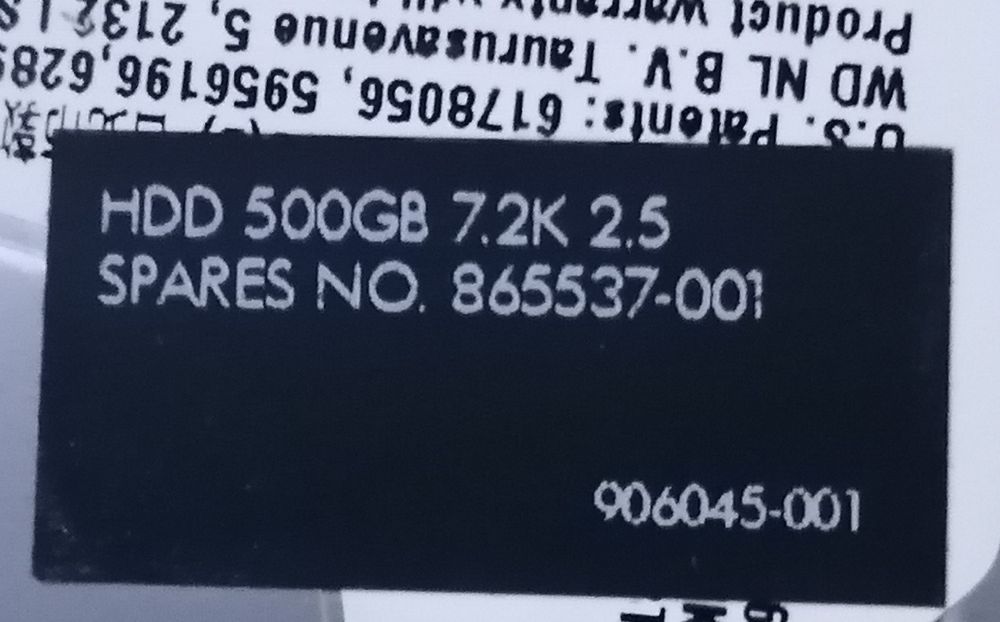 Product warranty
WD NL B.V. Taurusavenue 5, 2132 LS
U.S. Patents: 6178056, 5956196,6289
HDD 500GB 7.2K 2.5
SPARES NO. 865537-001
906045-001